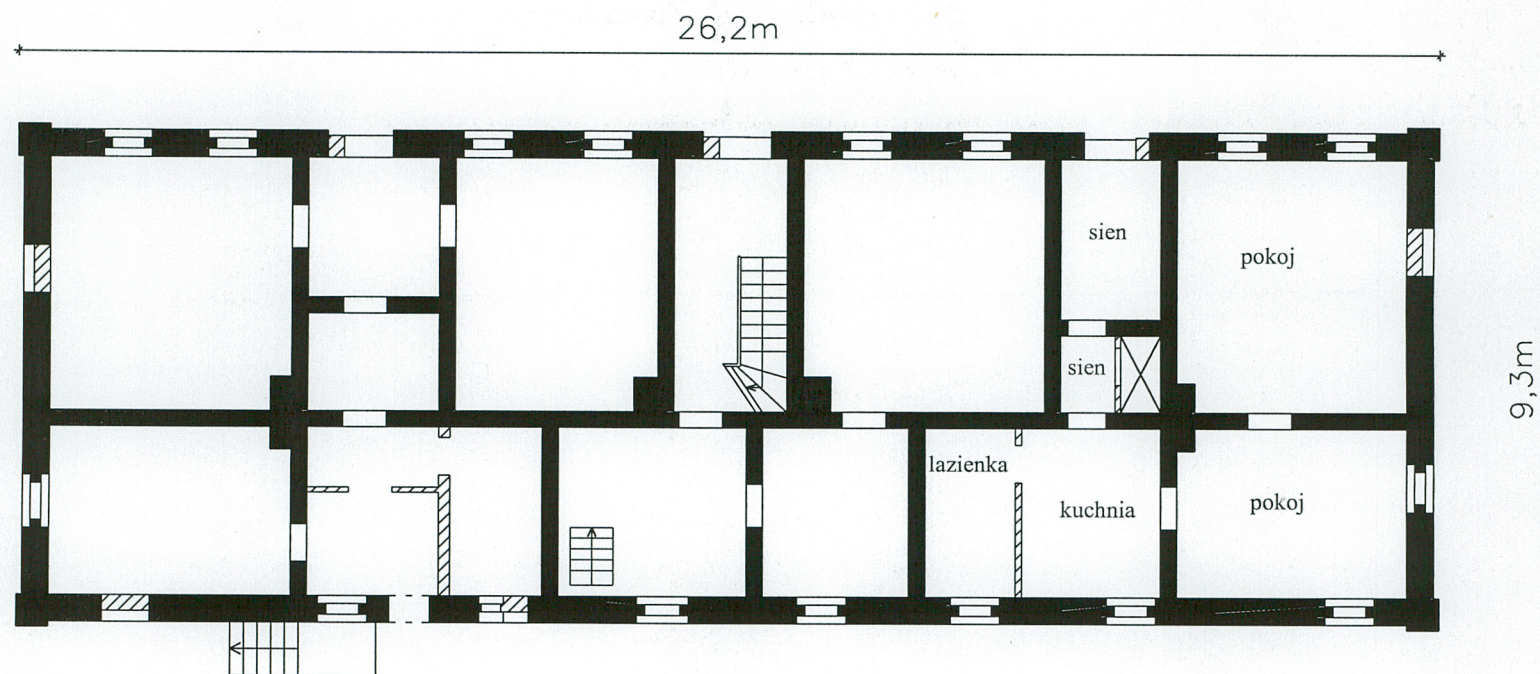 26,2m
sien
pokoj
9,3m
sien
lazienka
kuchnia
pokoj